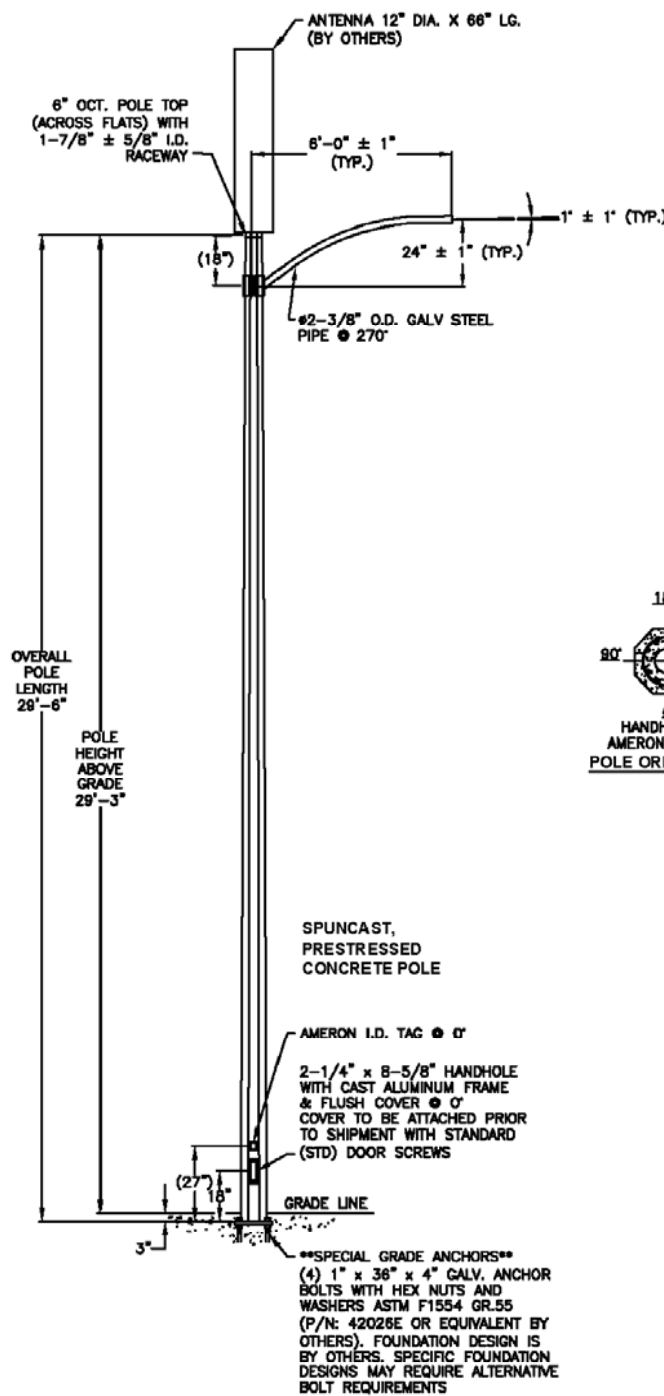 ANTENNA 12" DIA. X 66" LG.
(BY OTHERS)
6" OCT. POLE TOP
(ACROSS FLATS) WITH
1-7/8" ± 5/8" I.D.
RACEWAY
6'-0" ± 1"
(TYP.)
1° ± 1° (TYP.)
(18")
24" ± 1" (TYP.)
ø2-3/8" O.D. GALV STEEL
PIPE @ 270°
OVERALL
POLE
LENGTH
29'-6"
POLE
HEIGHT
ABOVE
GRADE
29'-3"
90°
HANDH
AMERON
POLE ORI
SPUNCAST,
PRESTRESSED
CONCRETE POLE
AMERON I.D. TAG @ 0°
2-1/4" x 8-5/8" HANDHOLE
WITH CAST ALUMINUM FRAME
& FLUSH COVER @ 0°
COVER TO BE ATTACHED PRIOR
TO SHIPMENT WITH STANDARD
(STD) DOOR SCREWS
(27")
18"
GRADE LINE
3"
**SPECIAL GRADE ANCHORS**
(4) 1" x 36" x 4" GALV. ANCHOR
BOLTS WITH HEX NUTS AND
WASHERS ASTM F1554 GR.55
(P/N: 42026E OR EQUIVALENT BY
OTHERS). FOUNDATION DESIGN IS
BY OTHERS. SPECIFIC FOUNDATION
DESIGNS MAY REQUIRE ALTERNATIVE
BOLT REQUIREMENTS